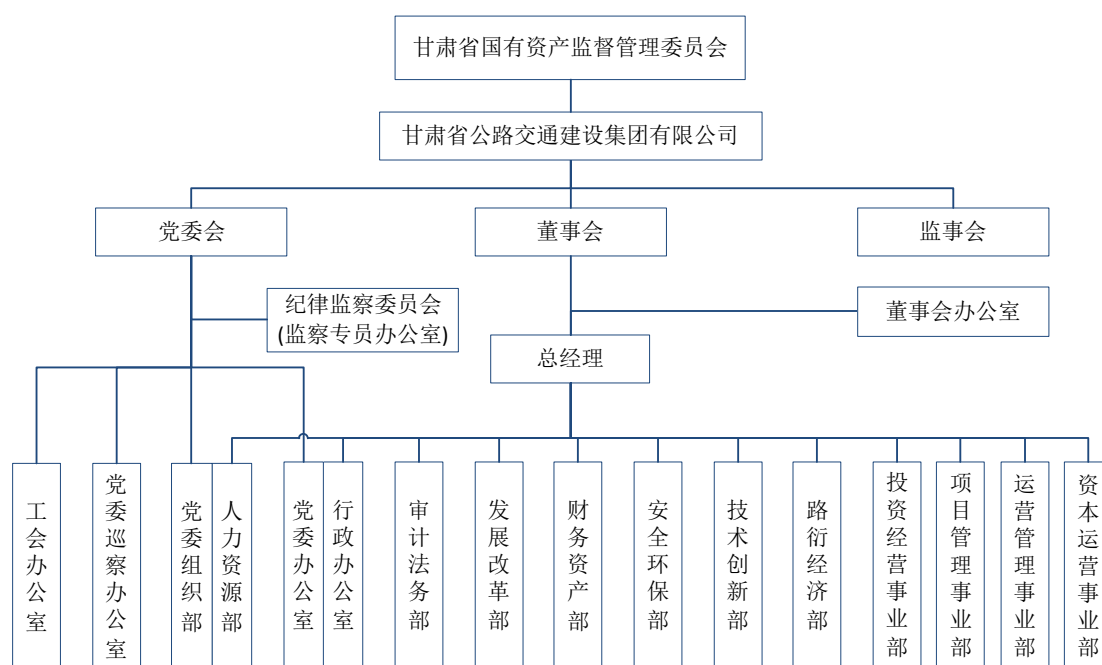 甘肃省国有资产监督管理委员会
甘肃省公路交通建设集团有限公司
党委会
董事会
监事会
纪律监察委员会
(监察专员办公室)
董事会办公室
总经理
工会办公室
党委巡察办公室
党委组织部
人力资源部
党委办公室
行政办公室
审计法务部
发展改革部
财务资产部
安全环保部
技术创新部
路衍经济部
投资经营事业部
项目管理事业部
运营管理事业部
资本运营事业部